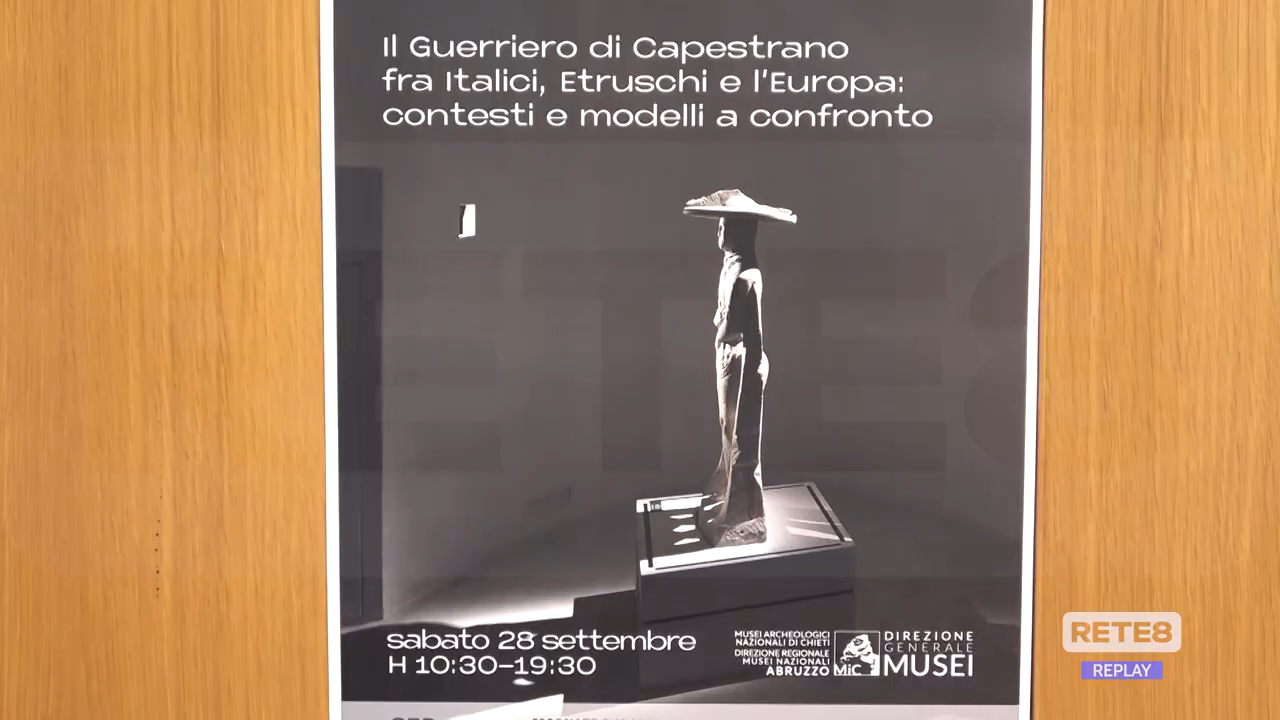 Il Guerriero di Capestrano
fra Italici, Etruschi e l'Europa:
contesti e modelli a confronto
sabato 28 settembre
H 10:30–19:30
MUSEI ARCHEOLOGICI
NAZIONALI DI CHIETI
DIREZIONE REGIONALE
MUSEI NAZIONALI
ABRUZZO
MiC
DIREZIONE
GENERALE
MUSEI
RETE8
REPLAY